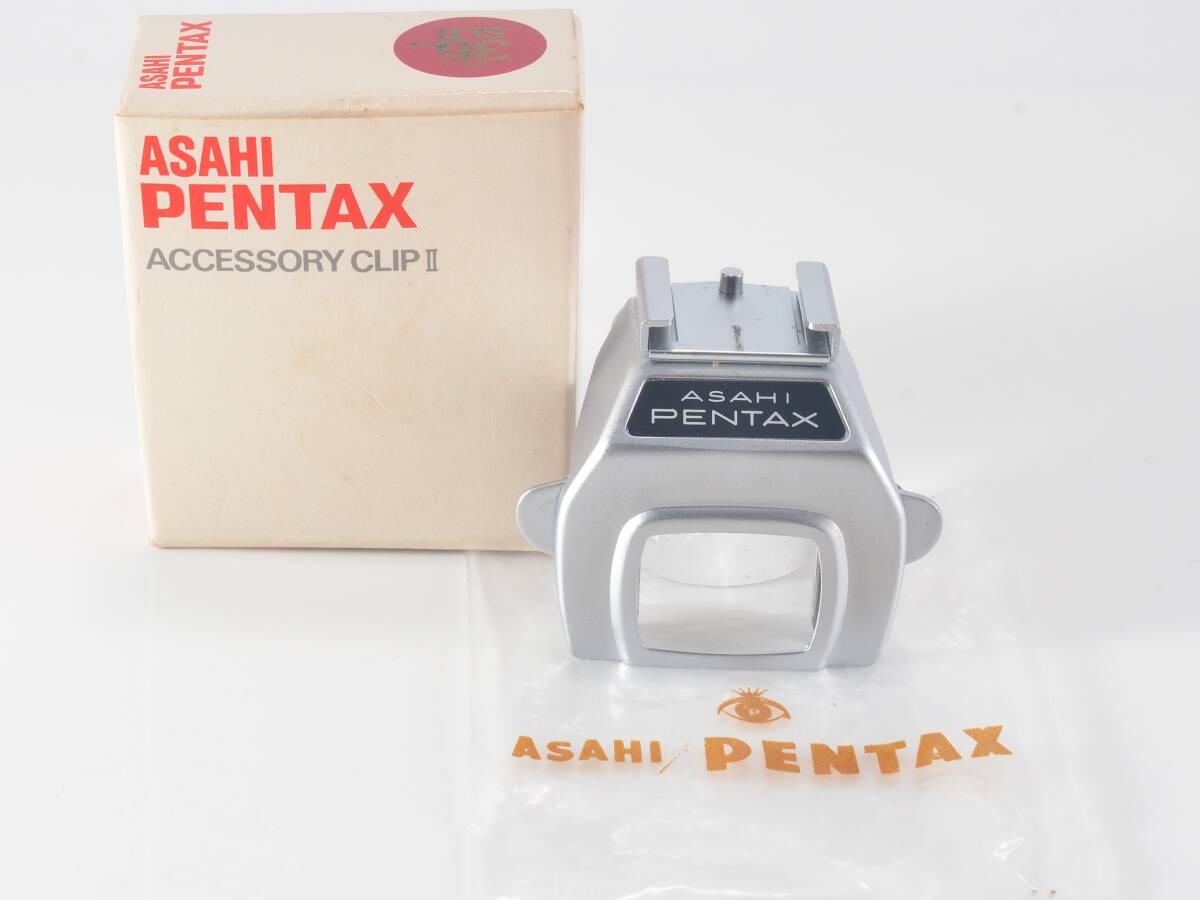 ASAHI
PENTAX
ASAHI
PENTAX
ACCESSORY CLIP II
ASAHI
PENTAX
ASAHI PENTAX